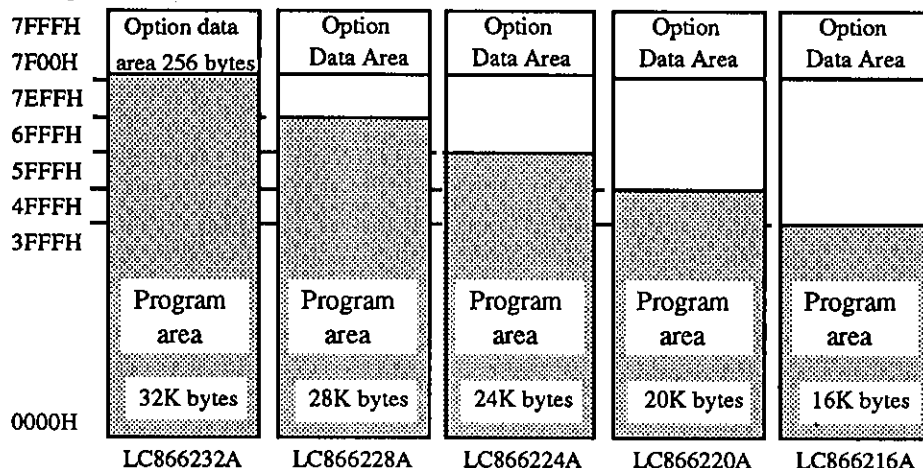 7FFFH
7F00H
7EFFH
6FFFH
5FFFH
4FFFH
3FFFH
0000H
Option data
area 256 bytes
Program
area
32K bytes
LC866232A
Option
Data Area
Program
area
28K bytes
LC866228A
Option
Data Area
Program
area
24K bytes
LC866224A
Option
Data Area
Program
area
20K bytes
LC866220A
Option
Data Area
Program
area
16K bytes
LC866216A